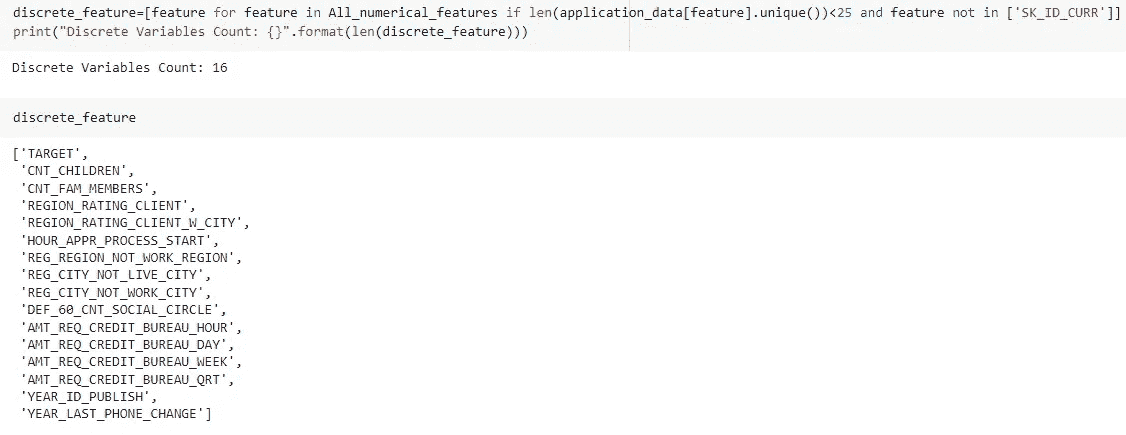 discrete_feature=[feature for feature in All_numerical_features if len(application_data[feature].unique())<25 and feature not in ['SK_ID_CURR']]
print("Discrete Variables Count: {}".format(len(discrete_feature)))
Discrete Variables Count: 16
discrete_feature
['TARGET',
 'CNT_CHILDREN',
 'CNT_FAM_MEMBERS',
 'REGION_RATING_CLIENT',
 'REGION_RATING_CLIENT_W_CITY',
 'HOUR_APPR_PROCESS_START',
 'REG_REGION_NOT_WORK_REGION',
 'REG_CITY_NOT_LIVE_CITY',
 'REG_CITY_NOT_WORK_CITY',
 'DEF_60_CNT_SOCIAL_CIRCLE',
 'AMT_REQ_CREDIT_BUREAU_HOUR',
 'AMT_REQ_CREDIT_BUREAU_DAY',
 'AMT_REQ_CREDIT_BUREAU_WEEK',
 'AMT_REQ_CREDIT_BUREAU_QRT',
 'YEAR_ID_PUBLISH',
 'YEAR_LAST_PHONE_CHANGE']